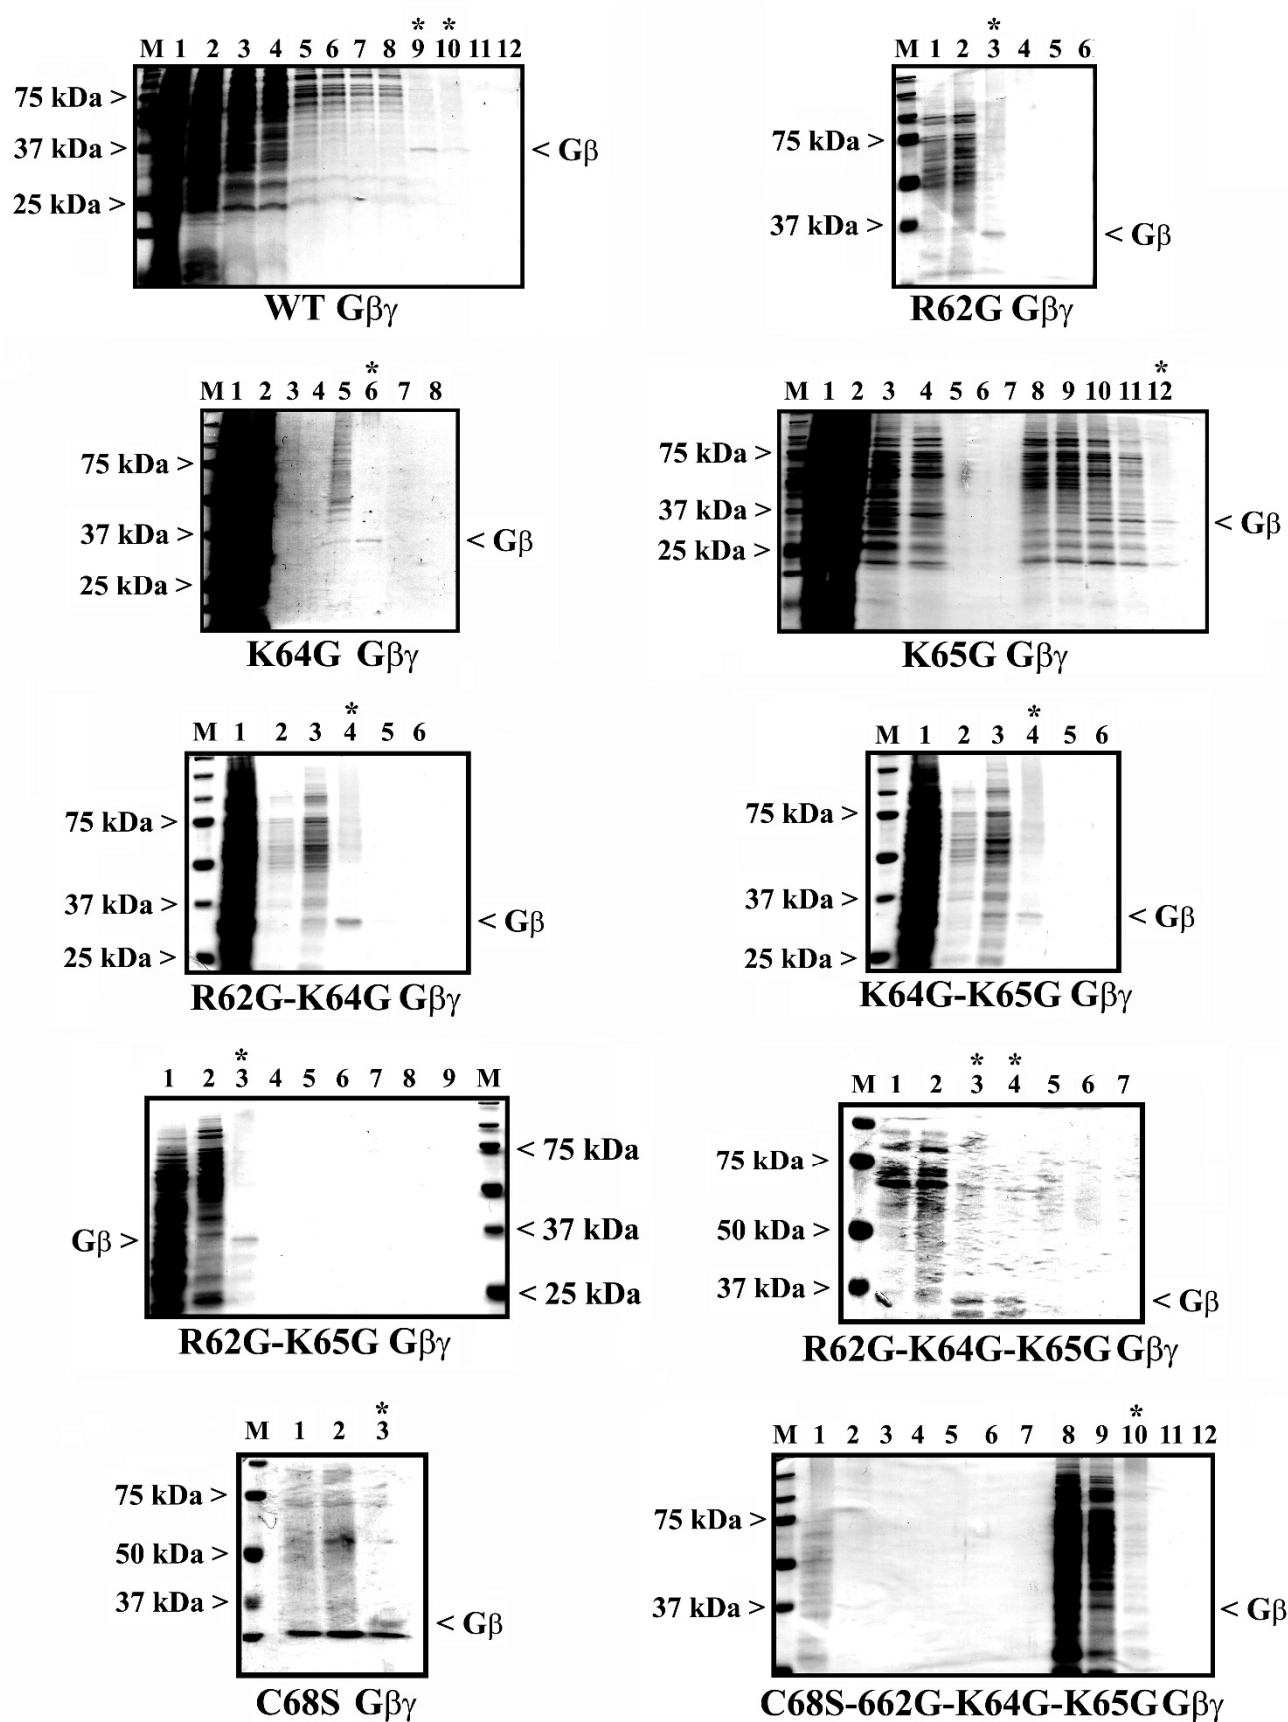 * *
M 1 2 3 4 5 6 7 8 9 10 11 12
75 kDa >
37 kDa >
25 kDa >
< Gβ
WT Gβγ
*
M 1 2 3 4 5 6
75 kDa >
37 kDa >
< Gβ
R62G Gβγ
*
M 1 2 3 4 5 6 7 8
75 kDa >
37 kDa >
25 kDa >
< Gβ
K64G Gβγ
*
M 1 2 3 4 5 6 7 8 9 10 11 12
75 kDa >
37 kDa >
25 kDa >
< Gβ
K65G Gβγ
*
M 1 2 3 4 5 6
75 kDa >
37 kDa >
25 kDa >
< Gβ
R62G-K64G Gβγ
*
M 1 2 3 4 5 6
75 kDa >
37 kDa >
25 kDa >
< Gβ
K64G-K65G Gβγ
*
1 2 3 4 5 6 7 8 9 M
< 75 kDa
< 37 kDa
< 25 kDa
Gβ >
R62G-K65G Gβγ
* *
M 1 2 3 4 5 6 7
75 kDa >
50 kDa >
37 kDa >
< Gβ
R62G-K64G-K65G Gβγ
*
M 1 2 3
75 kDa >
50 kDa >
37 kDa >
< Gβ
C68S Gβγ
*
M 1 2 3 4 5 6 7 8 9 10 11 12
75 kDa >
37 kDa >
< Gβ
C68S-662G-K64G-K65G Gβγ